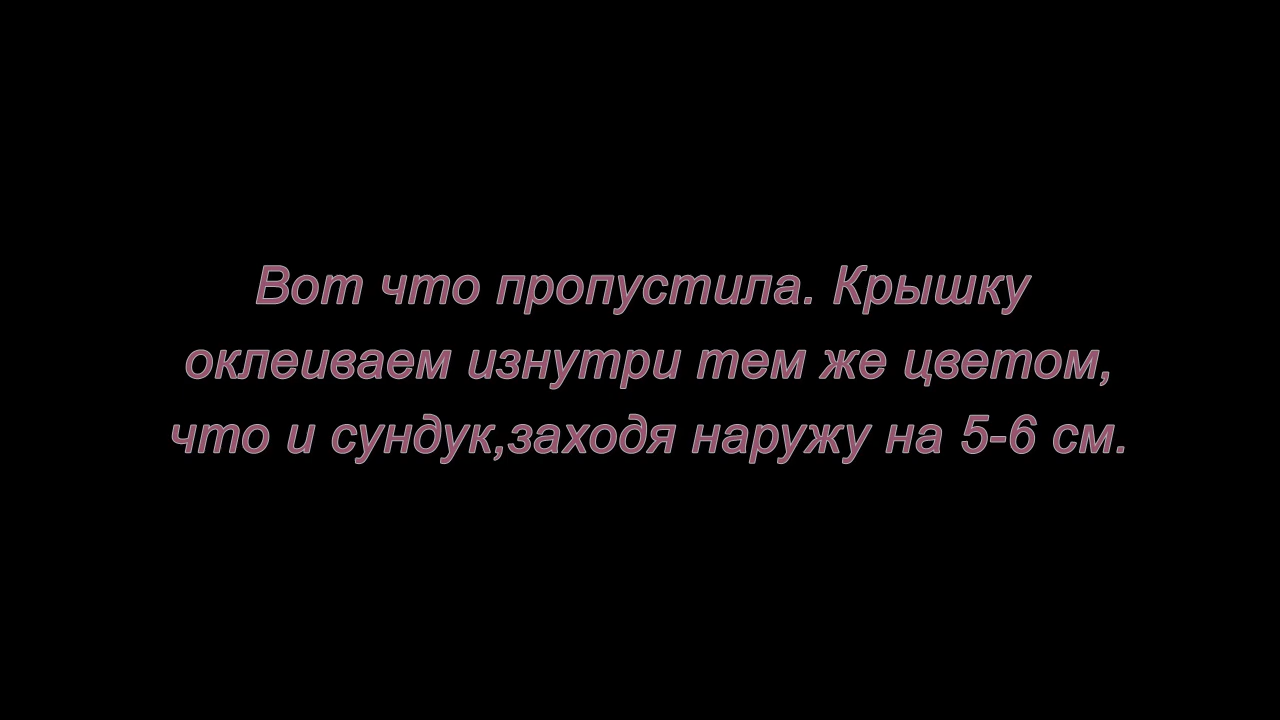 Вот что пропустила. Крышку
оклеиваем изнутри тем же цветом,
что и сундук,заходя наружу на 5-6 см.